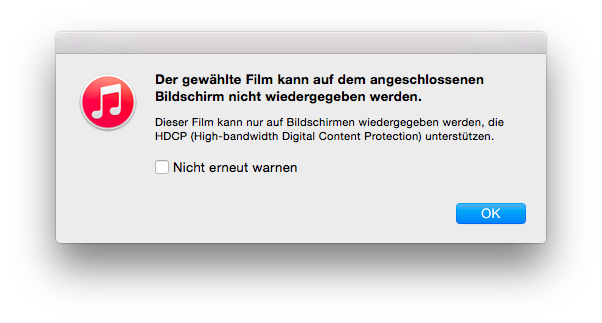 Der gewählte Film kann auf dem angeschlossenen
Bildschirm nicht wiedergegeben werden.
Dieser Film kann nur auf Bildschirmen wiedergegeben werden, die
HDCP (High-bandwidth Digital Content Protection) unterstützen.
Nicht erneut warnen
OK